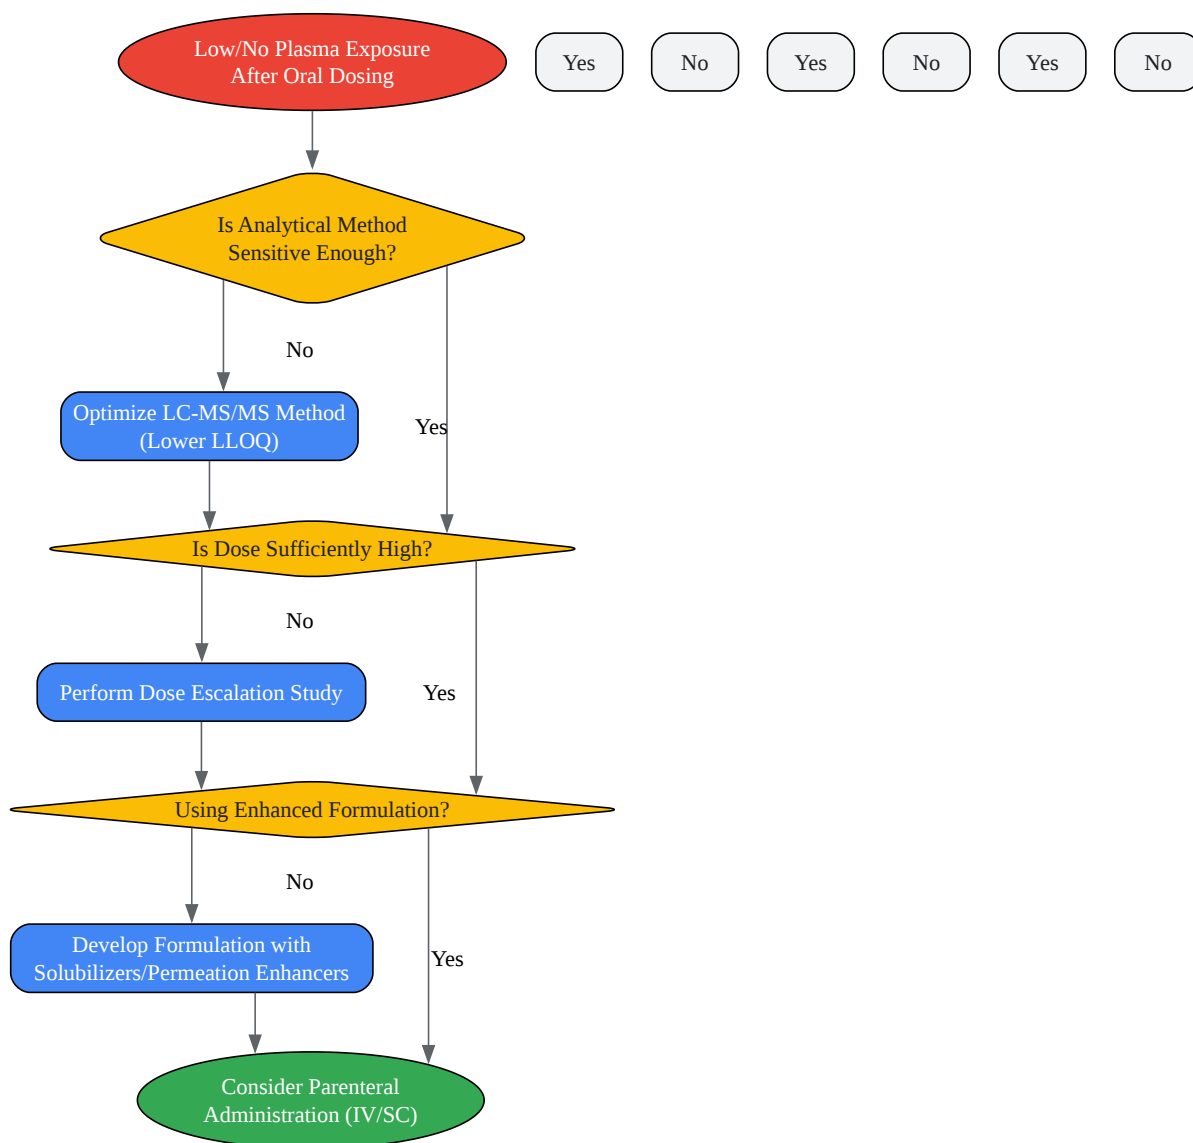 Low/No Plasma Exposure
After Oral Dosing
Yes
No
Yes
No
Yes
No
Is Analytical Method
Sensitive Enough?
No
Optimize LC-MS/MS Method
(Lower LLOQ)
Yes
Is Dose Sufficiently High?
No
Perform Dose Escalation Study
Yes
Using Enhanced Formulation?
No
Develop Formulation with
Solubilizers/Permeation Enhancers
Yes
Consider Parenteral
Administration (IV/SC)